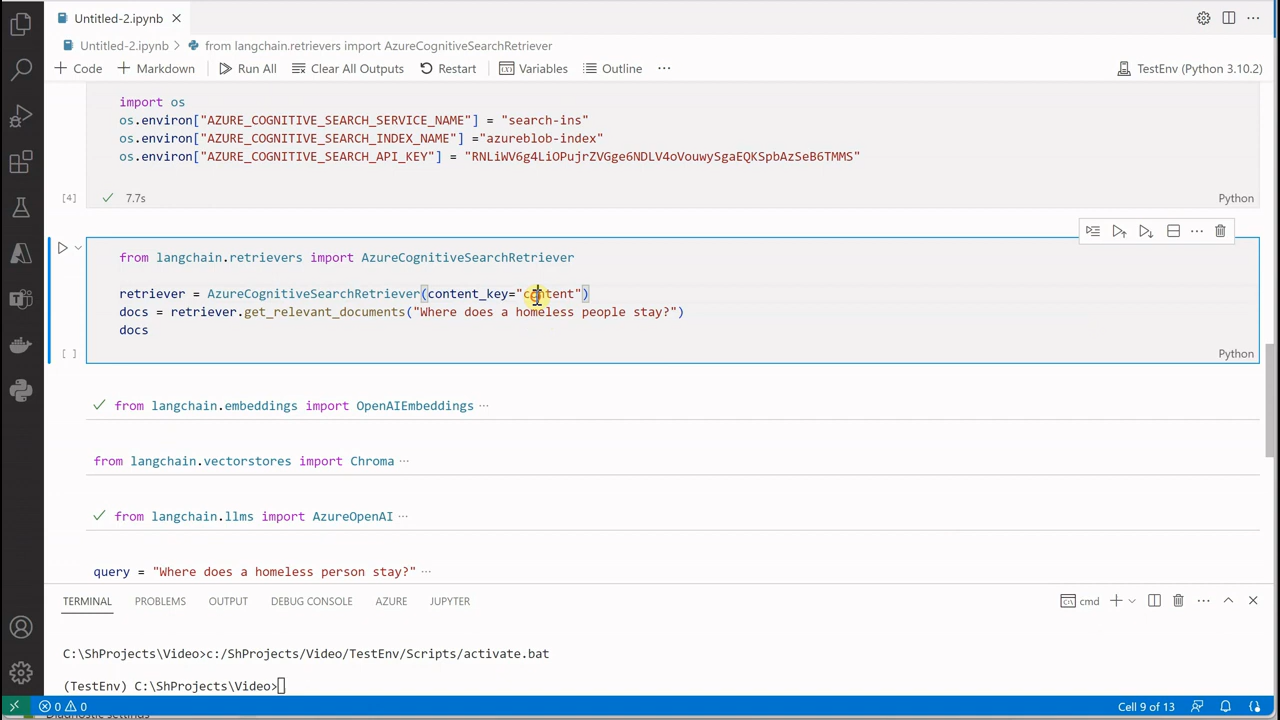 Untitled-2.ipynb
Untitled-2.ipynb > from langchain.retrievers import AzureCognitiveSearchRetriever
+ Code + Markdown Run All Clear All Outputs Restart Variables Outline ··· TestEnv (Python 3.10.2)
import os
os.environ["AZURE_COGNITIVE_SEARCH_SERVICE_NAME"] = "search-ins"
os.environ["AZURE_COGNITIVE_SEARCH_INDEX_NAME"] ="azureblob-index"
os.environ["AZURE_COGNITIVE_SEARCH_API_KEY"] = "RNLiWV6g4LiOPujrZVGge6NDLV4oVouwySgaEQKSpbAzSeB6TMMS"
[4] 7.7s Python
from langchain.retrievers import AzureCognitiveSearchRetriever
retriever = AzureCognitiveSearchRetriever(content_key="content")
docs = retriever.get_relevant_documents("Where does a homeless people stay?")
docs
[ ] Python
from langchain.embeddings import OpenAIEmbeddings ···
from langchain.vectorstores import Chroma ···
from langchain.llms import AzureOpenAI ···
query = "Where does a homeless person stay?" ···
TERMINAL PROBLEMS OUTPUT DEBUG CONSOLE AZURE JUPYTER cmd
C:\ShProjects\Video>c:/ShProjects/Video/TestEnv/Scripts/activate.bat
(TestEnv) C:\ShProjects\Video>
0 0 Cell 9 of 13
Diagnostic settings